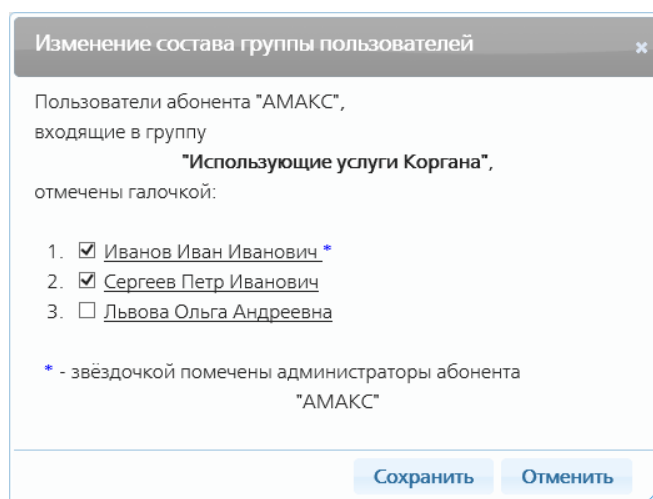 Изменение состава группы пользователей
Пользователи абонента "АМАКС",
входящие в группу
"Использующие услуги Коргана",
отмечены галочкой:
1. Иванов Иван Иванович *
2. Сергеев Петр Иванович
3. Львова Ольга Андреевна
* - звёздочкой помечены администраторы абонента
"АМАКС"
Сохранить Отменить